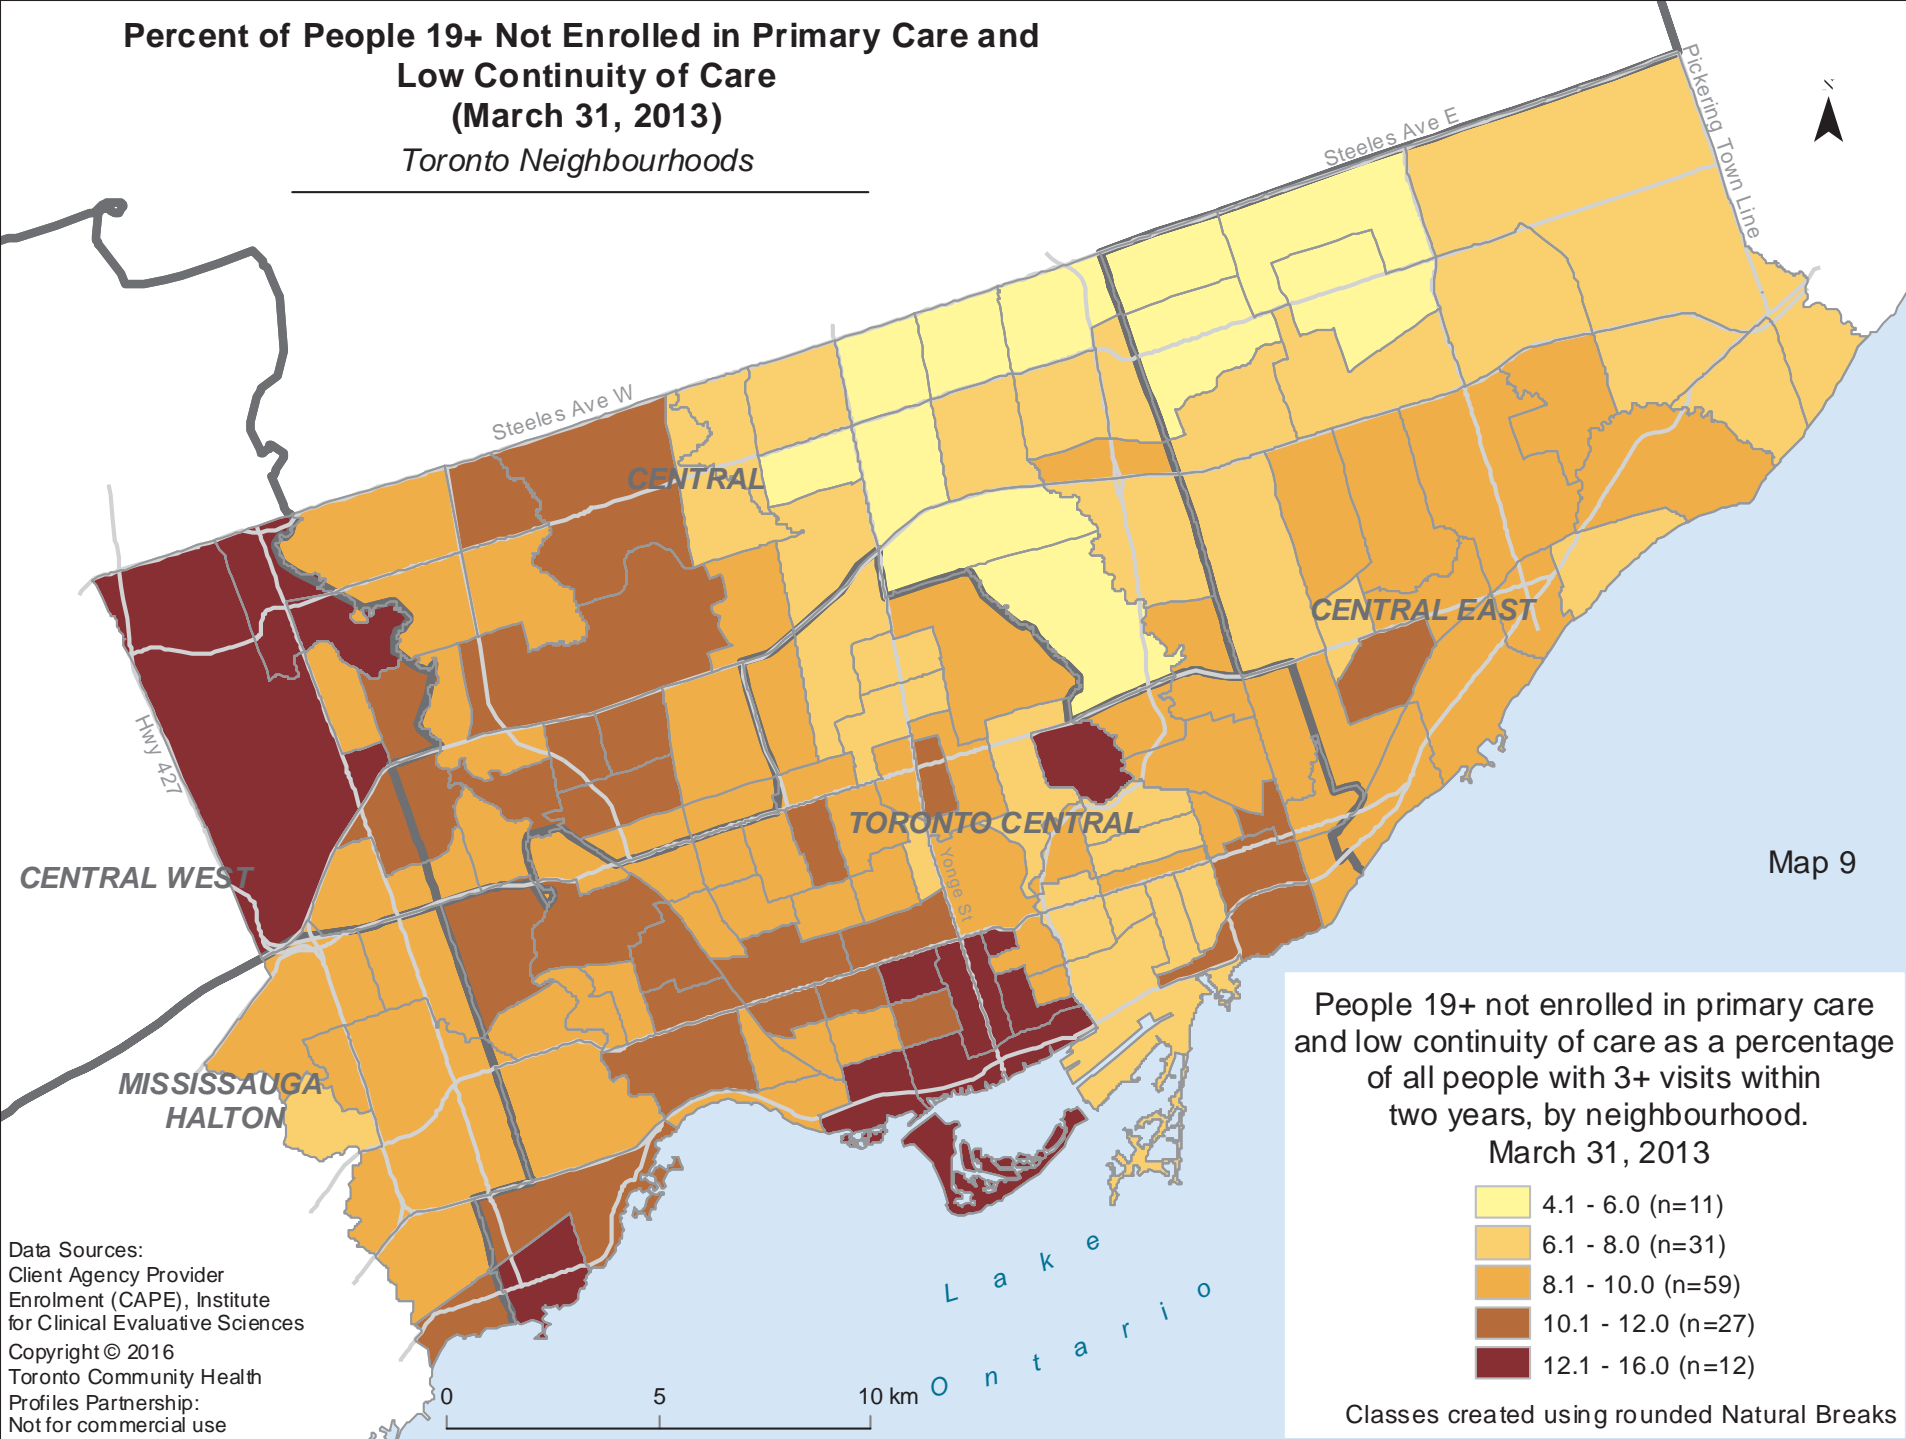 Percent of People 19+ Not Enrolled in Primary Care and
Low Continuity of Care
(March 31, 2013)
Toronto Neighbourhoods
N
Pickering Town Line
Steeles Ave E
Steeles Ave W
CENTRAL
CENTRAL EAST
Hwy 427
TORONTO CENTRAL
Yonge St
CENTRAL WEST
Map 9
MISSISSAUGA
HALTON
Lake
Ontario
People 19+ not enrolled in primary care
and low continuity of care as a percentage
of all people with 3+ visits within
two years, by neighbourhood.
March 31, 2013
4.1 - 6.0 (n=11)
6.1 - 8.0 (n=31)
8.1 - 10.0 (n=59)
10.1 - 12.0 (n=27)
12.1 - 16.0 (n=12)
Classes created using rounded Natural Breaks
Data Sources:
Client Agency Provider
Enrolment (CAPE), Institute
for Clinical Evaluative Sciences
Copyright © 2016
Toronto Community Health
Profiles Partnership:
Not for commercial use
0 5 10 km